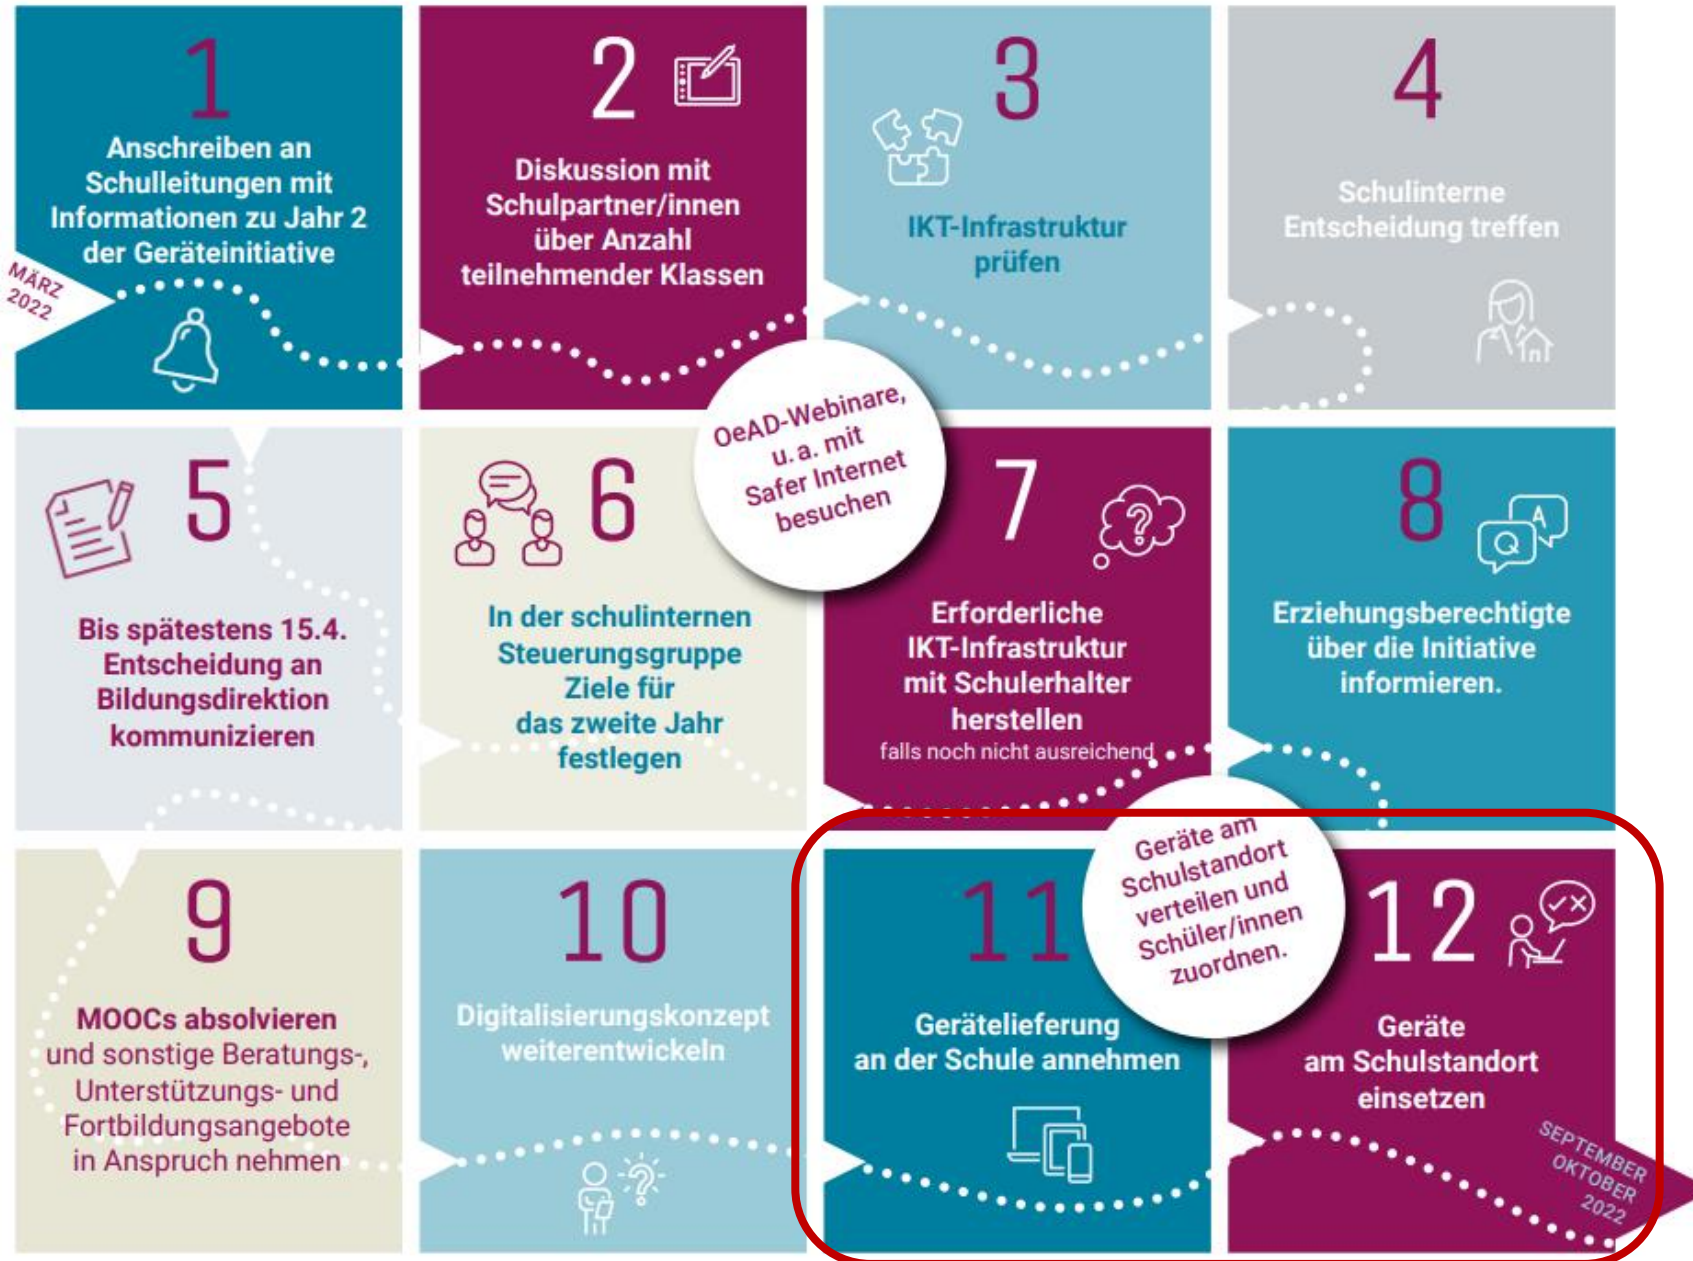 MÄRZ
2022
1
Anschreiben an
Schulleitungen mit
Informationen zu Jahr 2
der Geräteinitiative
2
Diskussion mit
Schulpartner/innen
über Anzahl
teilnehmender Klassen
3
IKT-Infrastruktur
prüfen
4
Schulinterne
Entscheidung treffen
OeAD-Webinare,
u. a. mit
Safer Internet
besuchen
5
Bis spätestens 15.4.
Entscheidung an
Bildungsdirektion
kommunizieren
6
In der schulinternen
Steuerungsgruppe
Ziele für
das zweite Jahr
festlegen
7
Erforderliche
IKT-Infrastruktur
mit Schulerhalter
herstellen
falls noch nicht ausreichend
8
Q
A
Erziehungsberechtigte
über die Initiative
informieren.
9
MOOCs absolvieren
und sonstige Beratungs-,
Unterstützungs- und
Fortbildungsangebote
in Anspruch nehmen
10
Digitalisierungskonzept
weiterentwickeln
11
Gerätelieferung
an der Schule annehmen
Geräte am
Schulstandort
verteilen und
Schüler/innen
zuordnen.
12
Geräte
am Schulstandort
einsetzen
SEPTEMBER
OKTOBER
2022